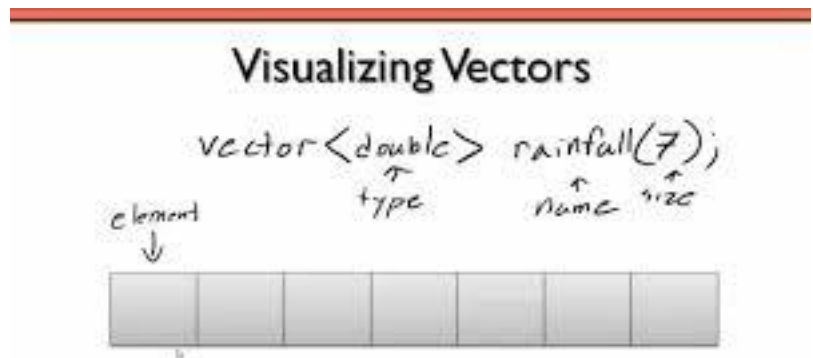 Visualizing Vectors
vector<double> rainfall(7);
type name size
element